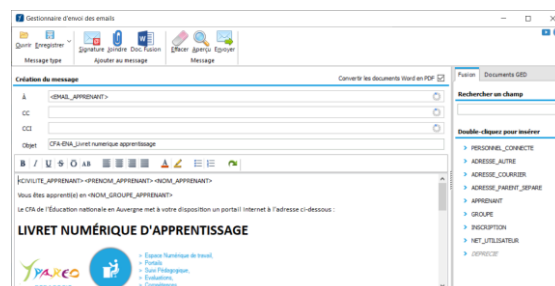 Gestionnaire d'envoi des emails
Ouvrir Enregistrer Signature Joindre Doc. Fusion Effacer Aperçu Envoyer
Message type Ajouter au message Message
Création du message Convertir les documents Word en PDF
À <EMAIL_APPRENANT>
CC
CCI
Objet CFA-ENA_Livret numerique apprentissage
B I U S O AB
<CIVILITE_APPRENANT> <PRENOM_APPRENANT> <NOM_APPRENANT>
Vous êtes apprenti(e) en <NOM_GROUPE_APPRENANT>
Le CFA de l'Éducation nationale en Auvergne met à votre disposition un portail Internet à l'adresse ci-dessous :
LIVRET NUMÉRIQUE D'APPRENTISSAGE
YPAREO
> Espace Numérique de travail,
> Portails
> Suivi Pédagogique,
> Evaluations,
> Compétences
Fusion Documents GED
Rechercher un champ
Double-cliquez pour insérer
> PERSONNEL_CONNECTE
> ADRESSE_AUTRE
> ADRESSE_COURRIER
> ADRESSE_PARENT_SEPARE
> APPRENANT
> GROUPE
> INSCRIPTION
> NET_UTILISATEUR
> DEPRECIE